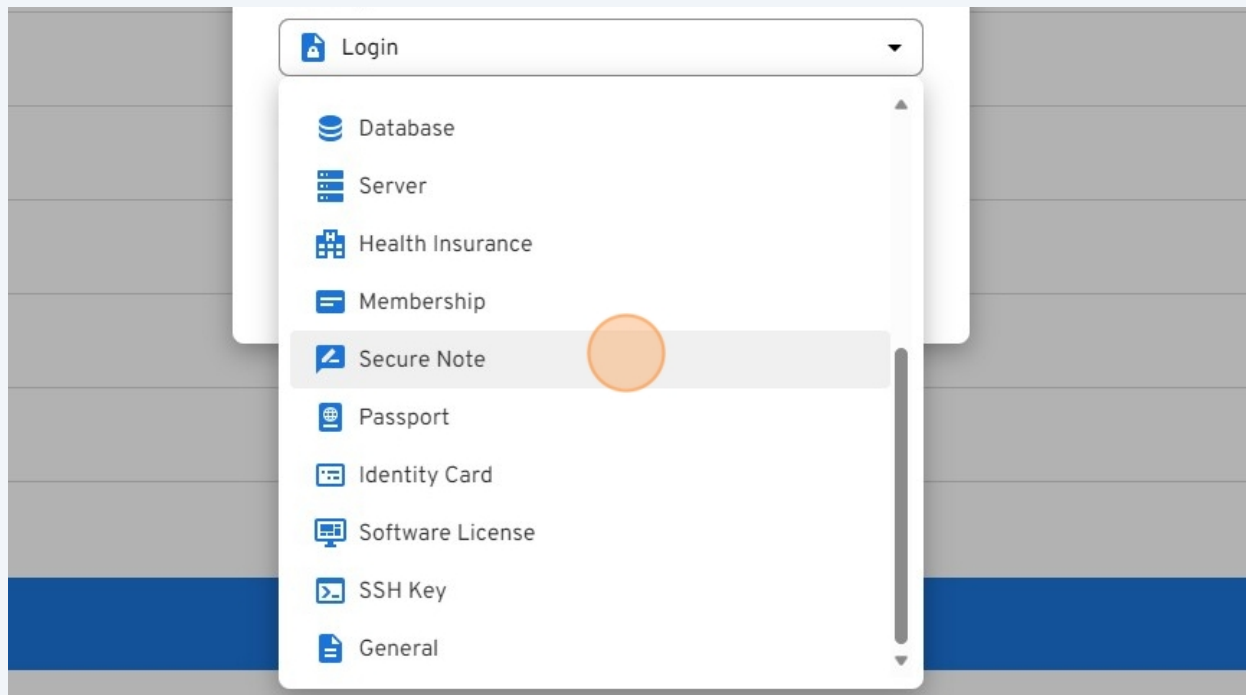 Login
Database
Server
Health Insurance
Membership
Secure Note
Passport
Identity Card
Software License
SSH Key
General